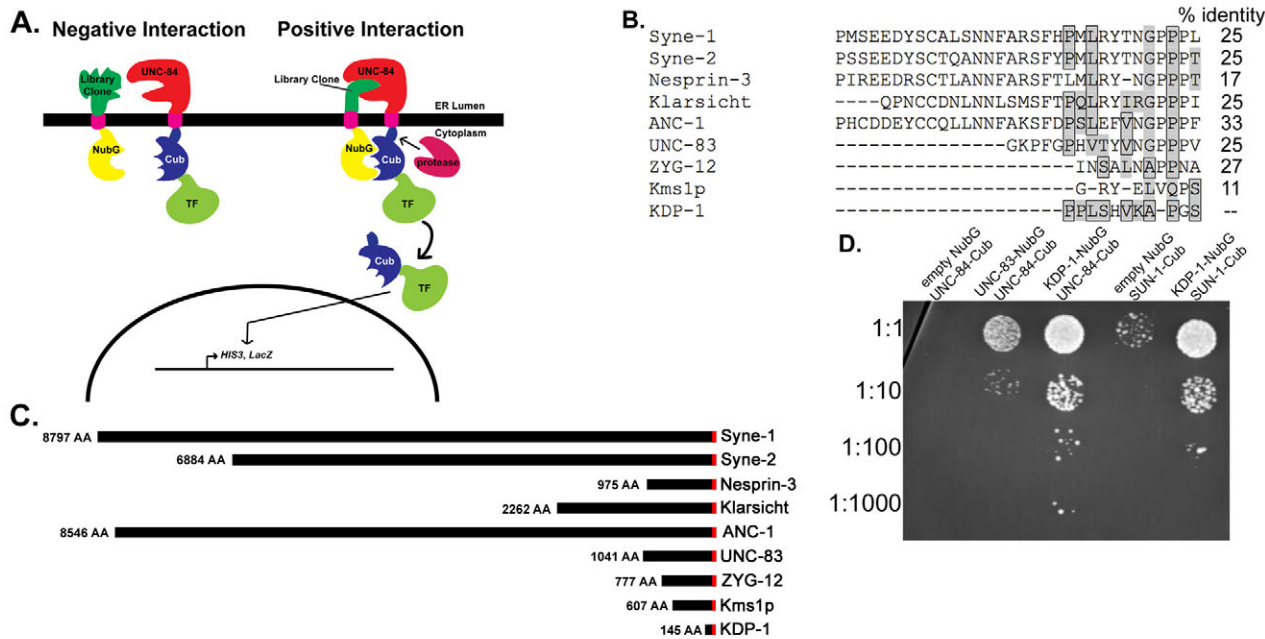 A.
Negative Interaction
Positive Interaction
Library Clone
UNC-84
Library Clone
UNC-84
ER Lumen
Cytoplasm
NubG
Cub
NubG
Cub
protease
TF
TF
Cub
TF
HIS3, LacZ
B.
% identity
Syne-1 PMSEEDYSCALSNNFARSFHPMLRYTNGPPPL 25
Syne-2 PSSEEDYSCTQANNFARSFYPMLRYTNGPPPT 25
Nesprin-3 PIREEDRSCTLANNFARSFTLMLRY-NGPPPT 17
Klarsicht ----QPNCCDNLNNLSMSFTPQLRYIRGPPPI 25
ANC-1 PHCDDEYCCQLLNNFAKSFDPSLEFVNGPPPF 33
UNC-83 ---------------GKPFGPHVTYVNGPPPV 25
ZYG-12 ---------------------INSALNAPPNA 27
Kms1p ---------------------G-RY-ELVQPS 11
KDP-1 --------------------PPLSHVKA-PGS --
C.
8797 AA Syne-1
6884 AA Syne-2
975 AA Nesprin-3
2262 AA Klarsicht
8546 AA ANC-1
1041 AA UNC-83
777 AA ZYG-12
607 AA Kms1p
145 AA KDP-1
D.
empty NubG
UNC-84-Cub
UNC-83-NubG
UNC-84-Cub
KDP-1-NubG
UNC-84-Cub
empty NubG
SUN-1-Cub
KDP-1-NubG
SUN-1-Cub
1:1
1:10
1:100
1:1000